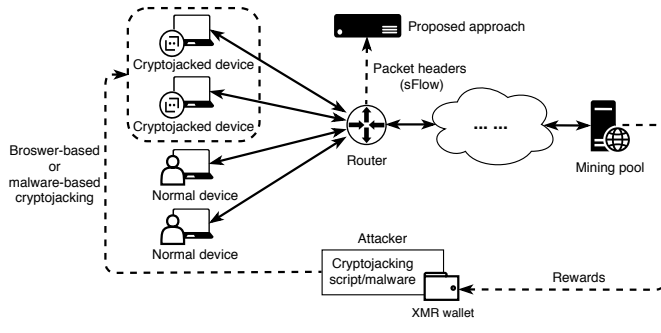 Proposed approach
Cryptojacked device
Packet headers
(sFlow)
Cryptojacked device
... ...
Router
Mining pool
Broswer-based
or
malware-based
cryptojacking
Normal device
Normal device
Attacker
Cryptojacking
script/malware
Rewards
XMR wallet